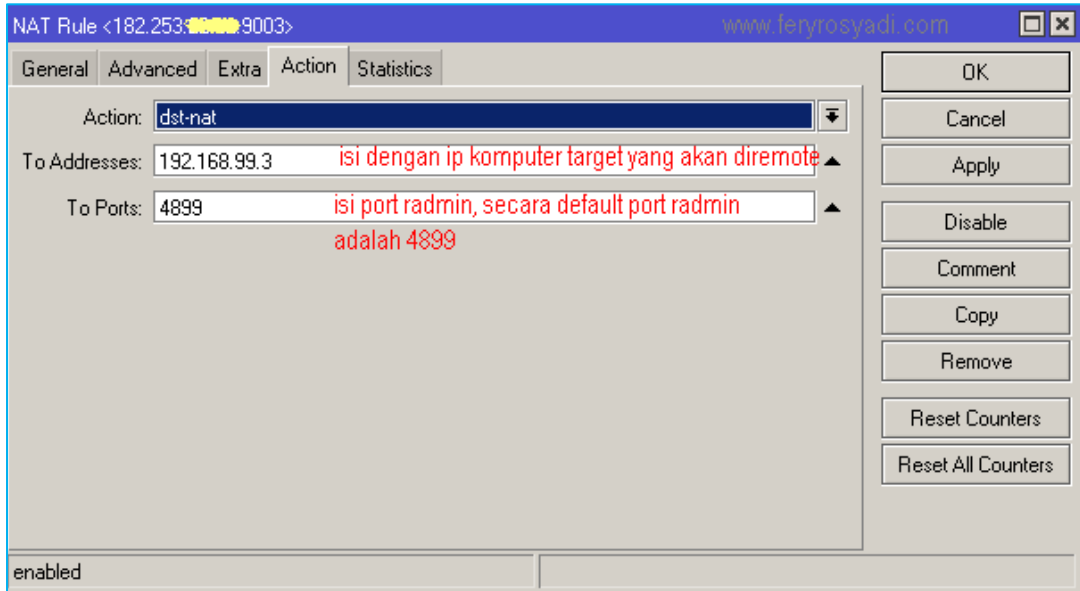 NAT Rule <182.253 9003>
www.feryrosyadi.com
General Advanced Extra Action Statistics
Action: dst-nat
To Addresses: 192.168.99.3 isi dengan ip komputer target yang akan diremote
To Ports: 4899 isi port radmin, secara default port radmin
adalah 4899
OK
Cancel
Apply
Disable
Comment
Copy
Remove
Reset Counters
Reset All Counters
enabled